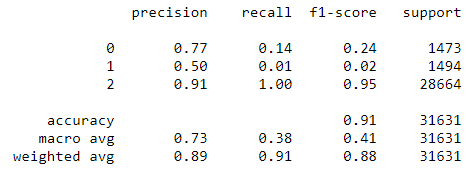 precision recall f1-score support
0 0.77 0.14 0.24 1473
1 0.50 0.01 0.02 1494
2 0.91 1.00 0.95 28664
accuracy 0.91 31631
macro avg 0.73 0.38 0.41 31631
weighted avg 0.89 0.91 0.88 31631